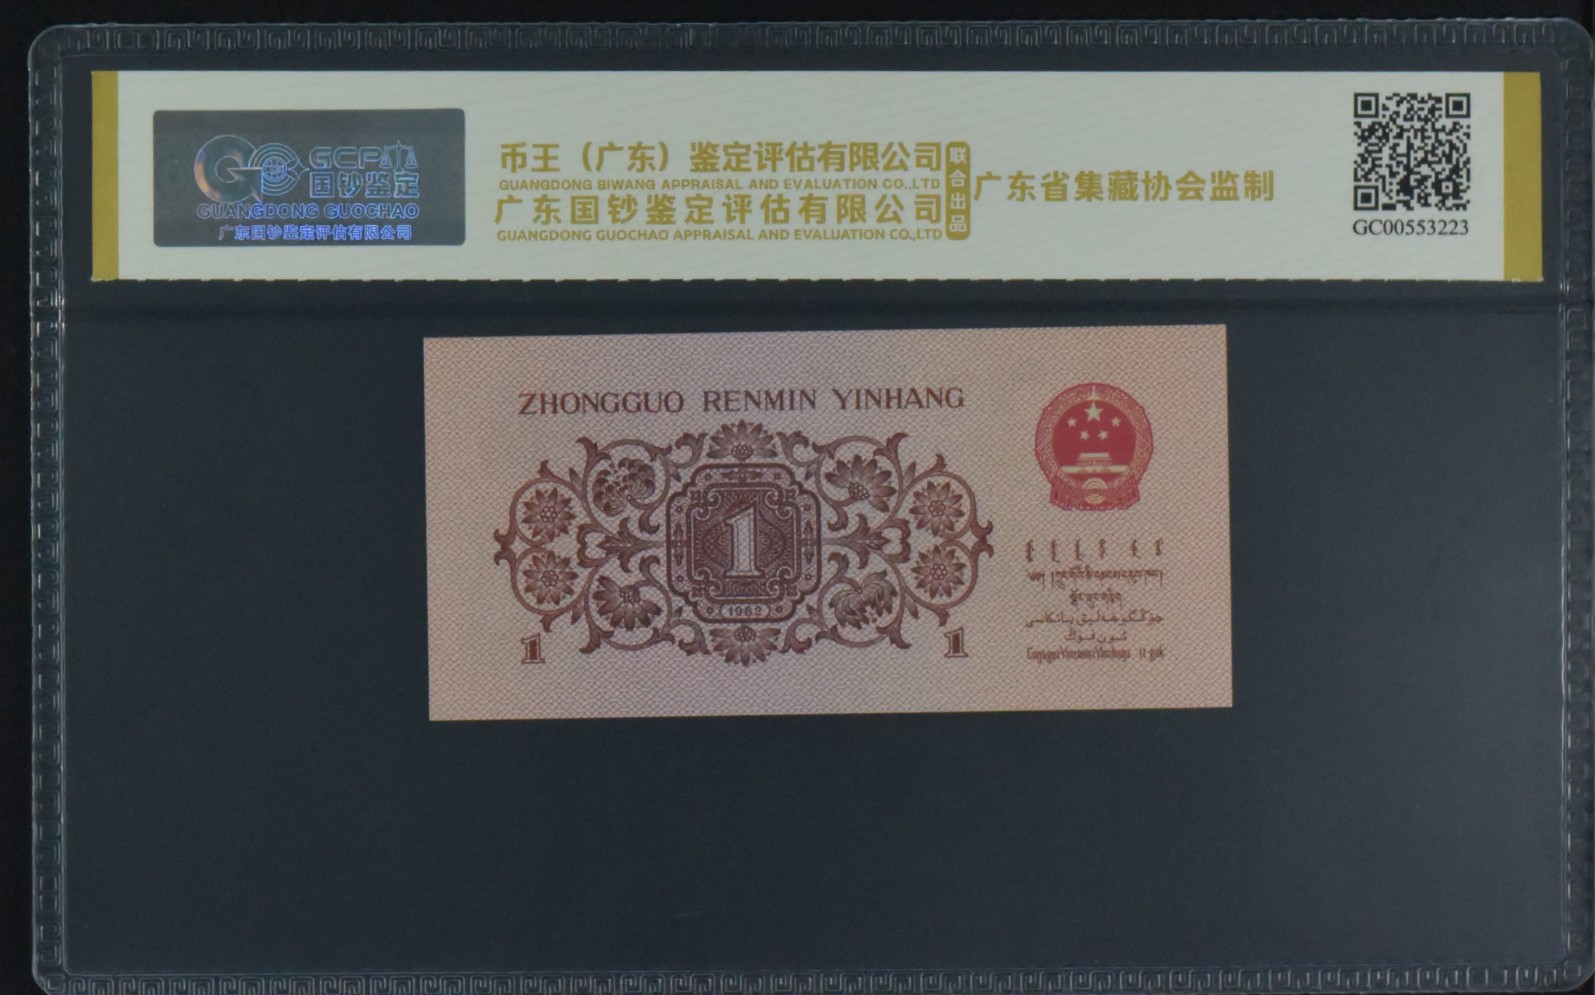 GCP
国钞鉴定
GUANGDONG GUOCHAO
广东国钞鉴定评估有限公司
币王（广东）鉴定评估有限公司
GUANGDONG BIWANG APPRAISAL AND EVALUATION CO.,LTD
广东国钞鉴定评估有限公司
GUANGDONG GUOCHAO APPRAISAL AND EVALUATION CO.,LTD
联合出品
广东省集藏协会监制
GC00553223
ZHONGGUO RENMIN YINHANG
1
1962
1
1
جۇڭگو خەلىق بانكاسى